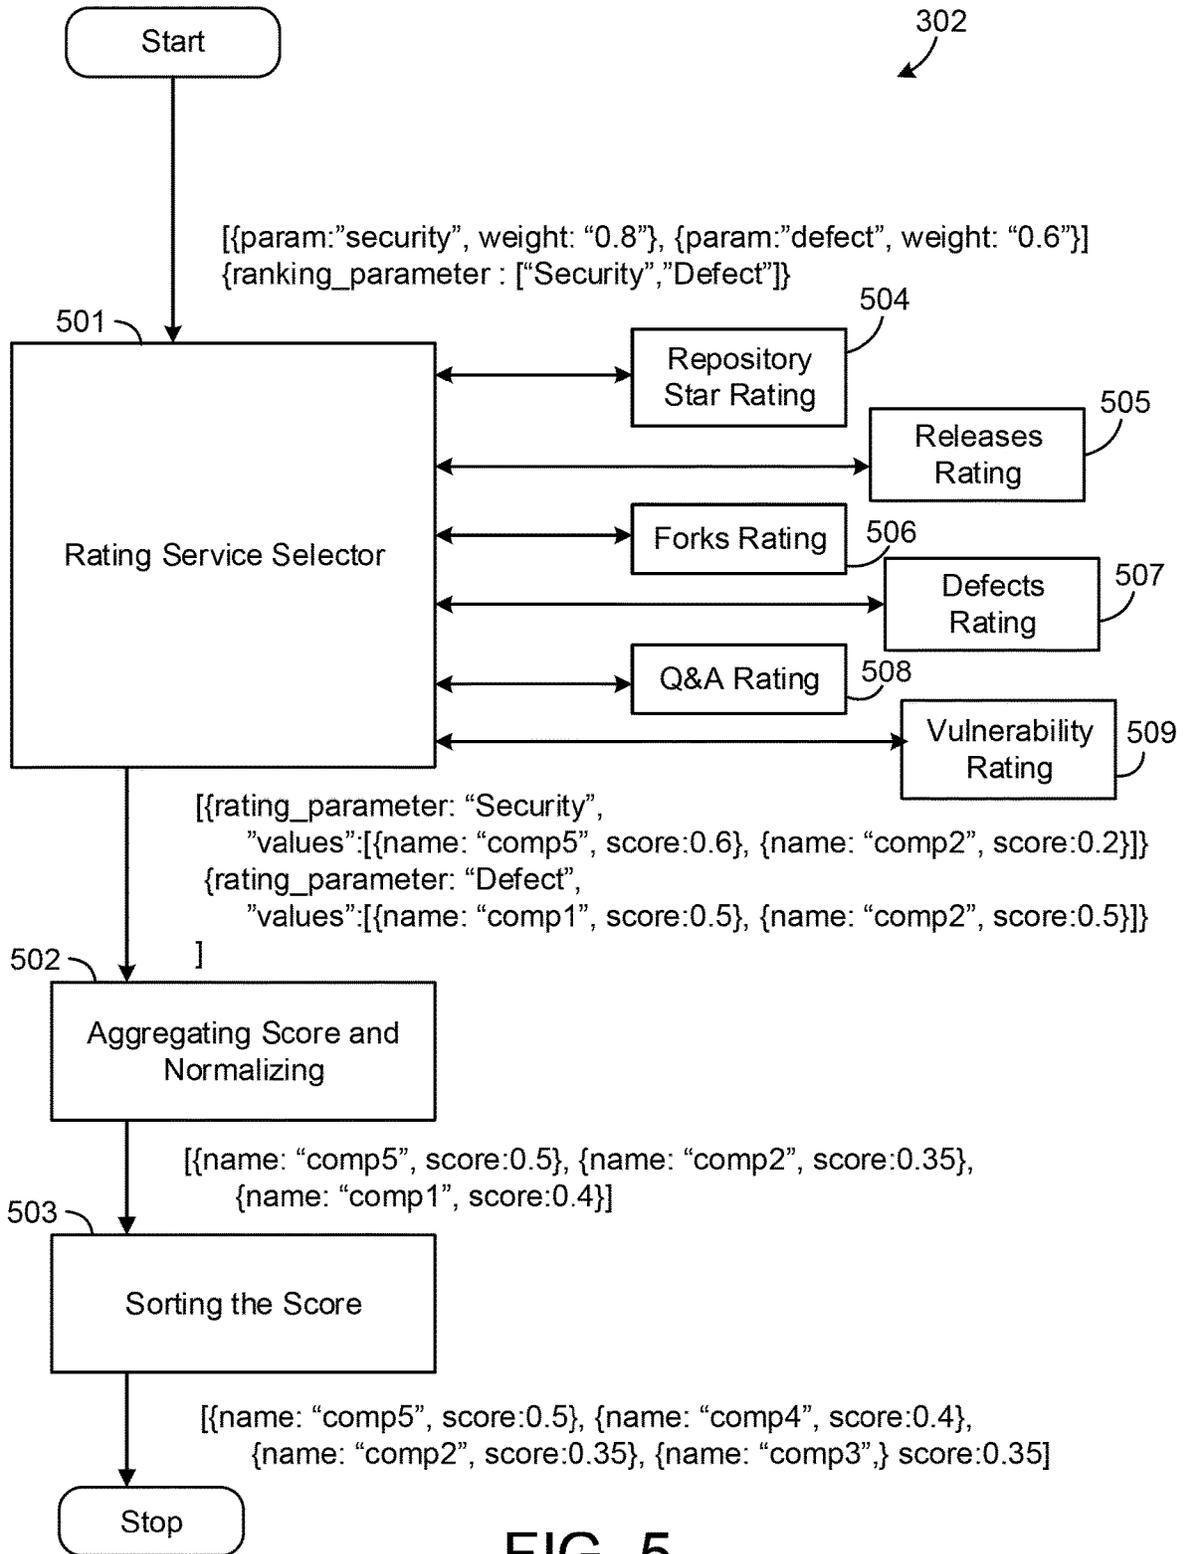 Start
302
[{param:”security”, weight: “0.8”}, {param:”defect”, weight: “0.6”}]
{ranking_parameter : [“Security”,”Defect”]}
501
504
Repository
Star Rating
505
Releases
Rating
Rating Service Selector
Forks Rating
506
507
Defects
Rating
Q&A Rating
508
Vulnerability
Rating
509
[{rating_parameter: “Security”,
”values”:[{name: “comp5”, score:0.6}, {name: “comp2”, score:0.2}]}
{rating_parameter: “Defect”,
”values”:[{name: “comp1”, score:0.5}, {name: “comp2”, score:0.5}]}
]
502
Aggregating Score and
Normalizing
[{name: “comp5”, score:0.5}, {name: “comp2”, score:0.35},
{name: “comp1”, score:0.4}]
503
Sorting the Score
[{name: “comp5”, score:0.5}, {name: “comp4”, score:0.4},
{name: “comp2”, score:0.35}, {name: “comp3”,} score:0.35]
Stop
FIG. 5